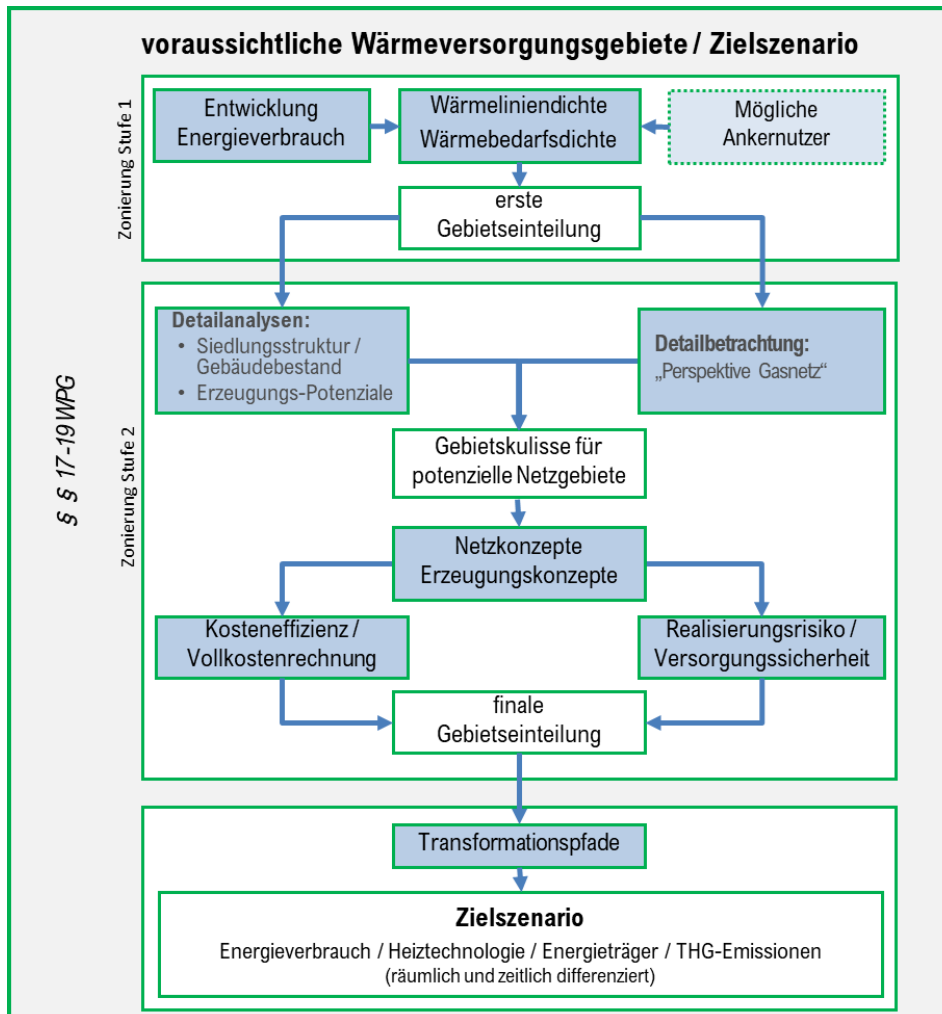 voraussichtliche Wärmeversorgungsgebiete / Zielszenario
§ § 17-19 WPG
Zonierung Stufe 1
Entwicklung
Energieverbrauch
Wärmeliniendichte
Wärmebedarfsdichte
Mögliche
Ankernutzer
erste
Gebietseinteilung
Zonierung Stufe 2
Detailanalysen:
• Siedlungsstruktur /
Gebäudebestand
• Erzeugungs-Potenziale
Detailbetrachtung:
„Perspektive Gasnetz“
Gebietskulisse für
potenzielle Netzgebiete
Netzkonzepte
Erzeugungskonzepte
Kosteneffizienz /
Vollkostenrechnung
Realisierungsrisiko /
Versorgungssicherheit
finale
Gebietseinteilung
Transformationspfade
Zielszenario
Energieverbrauch / Heiztechnologie / Energieträger / THG-Emissionen
(räumlich und zeitlich differenziert)